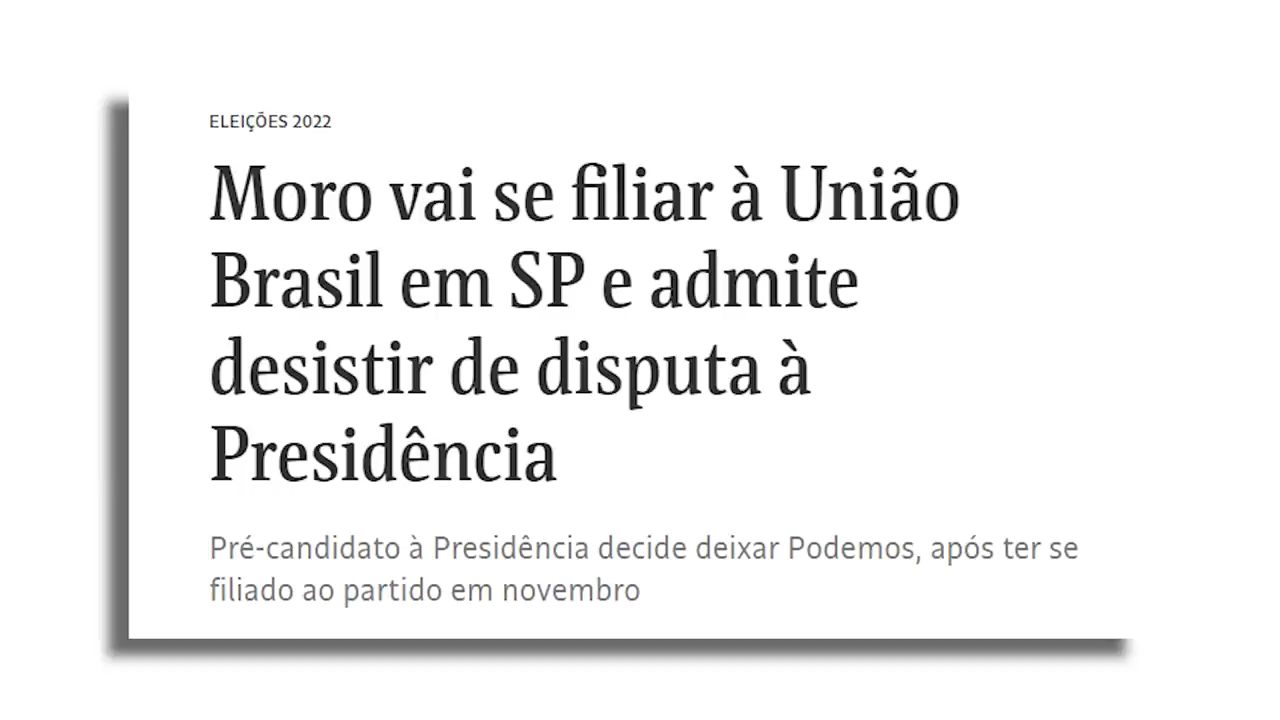 ELEIÇÕES 2022
Moro vai se filiar à União
Brasil em SP e admite
desistir de disputa à
Presidência
Pré-candidato à Presidência decide deixar Podemos, após ter se
filiado ao partido em novembro